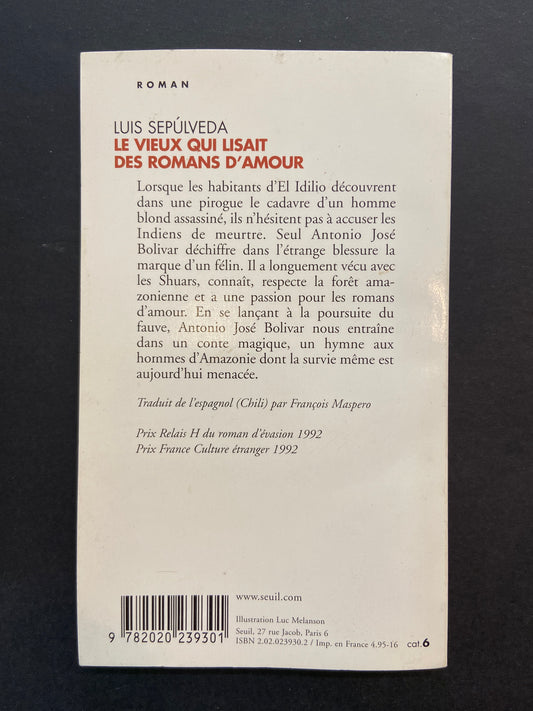 ROMAN
LUIS SEPÚLVEDA
LE VIEUX QUI LISAIT
DES ROMANS D'AMOUR
Lorsque les habitants d'El Idilio découvrent
dans une pirogue le cadavre d'un homme
blond assassiné, ils n'hésitent pas à accuser les
Indiens de meurtre. Seul Antonio José
Bolivar déchiffre dans l'étrange blessure la
marque d'un félin. Il a longuement vécu avec
les Shuars, connaît, respecte la forêt ama-
zonienne et a une passion pour les romans
d'amour. En se lançant à la poursuite du
fauve, Antonio José Bolivar nous entraîne
dans un conte magique, un hymne aux
hommes d'Amazonie dont la survie même est
aujourd'hui menacée.
Traduit de l'espagnol (Chili) par François Maspero
Prix Relais H du roman d'évasion 1992
Prix France Culture étranger 1992
www.seuil.com
Illustration Luc Melanson
Seuil, 27 rue Jacob, Paris 6
ISBN 2.02.023930.2 / Imp. en France 4.95-16 cat.6
9 782020 239301